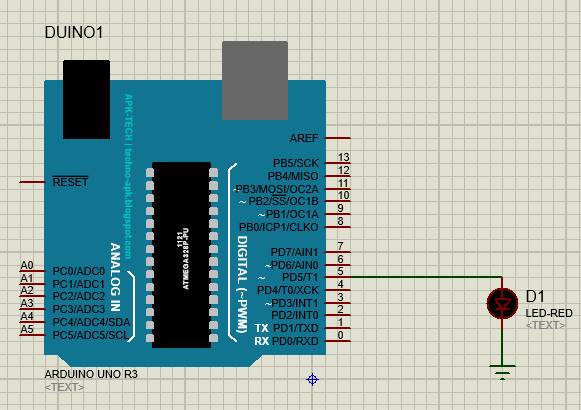 DUINO1
APK-TECH | techno-apk.blogspot.com
AREF
RESET
PB5/SCK 13
PB4/MISO 12
~PB3/MOSI/OC2A 11
~ PB2/SS/OC1B 10
~PB1/OC1A 9
PB0/ICP1/CLKO 8
1121
ATMEGA328P-PU
DIGITAL (~PWM)
ANALOG IN
PD7/AIN1 7
~PD6/AIN0 6
~ PD5/T1 5
PD4/T0/XCK 4
~PD3/INT1 3
PD2/INT0 2
TX PD1/TXD 1
RX PD0/RXD 0
A0 PC0/ADC0
A1 PC1/ADC1
A2 PC2/ADC2
A3 PC3/ADC3
A4 PC4/ADC4/SDA
A5 PC5/ADC5/SCL
D1
LED-RED
<TEXT>
ARDUINO UNO R3
<TEXT>